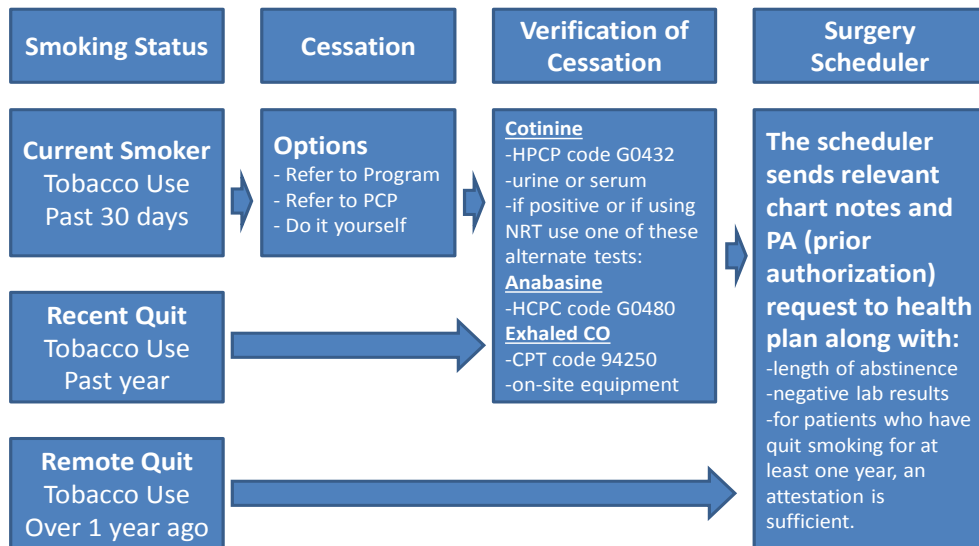 Smoking Status
Cessation
Verification of
Cessation
Surgery
Scheduler
Current Smoker
Tobacco Use
Past 30 days
Options
- Refer to Program
- Refer to PCP
- Do it yourself
Cotinine
-HPCP code G0432
-urine or serum
-if positive or if using
NRT use one of these
alternate tests:
Anabasine
-HCPC code G0480
Exhaled CO
-CPT code 94250
-on-site equipment
The scheduler
sends relevant
chart notes and
PA (prior
authorization)
request to health
plan along with:
-length of abstinence
-negative lab results
-for patients who have
quit smoking for at
least one year, an
attestation is
sufficient.
Recent Quit
Tobacco Use
Past year
Remote Quit
Tobacco Use
Over 1 year ago